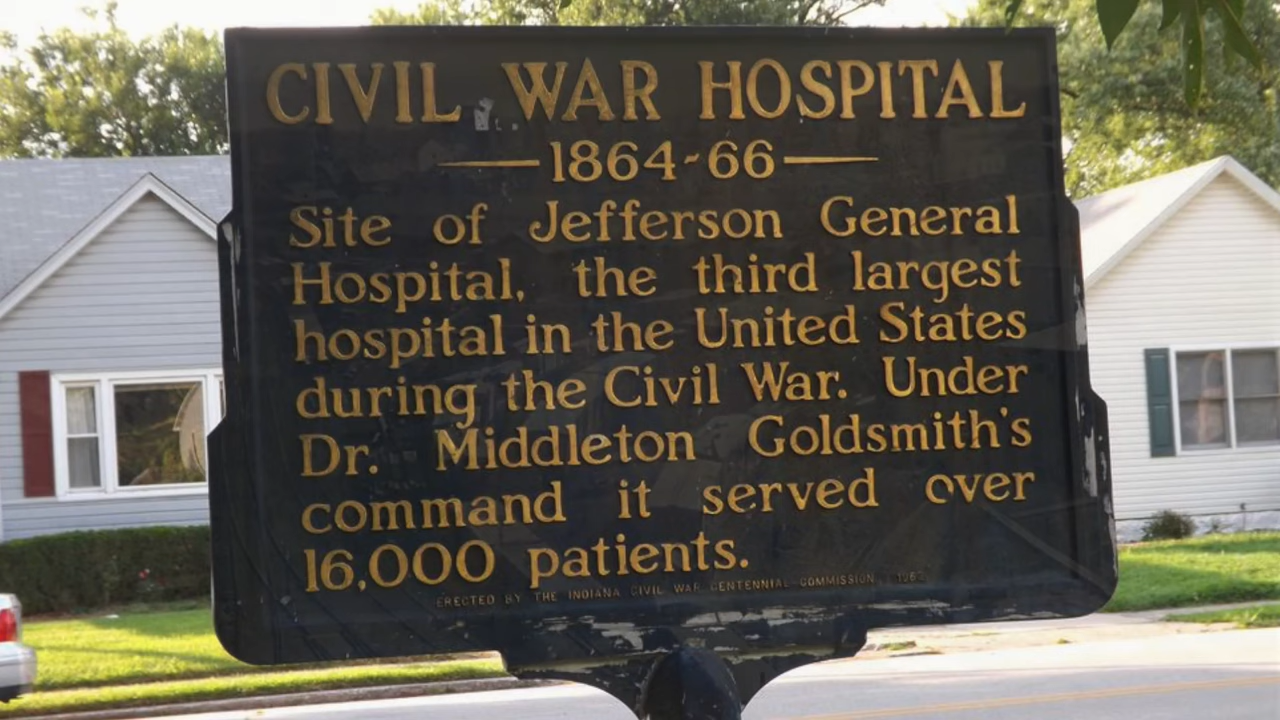 CIVIL WAR HOSPITAL
1864-66
Site of Jefferson General
Hospital, the third largest
hospital in the United States
during the Civil War. Under
Dr. Middleton Goldsmith's
command it served over
16,000 patients.
ERECTED BY THE INDIANA CIVIL WAR CENTENNIAL COMMISSION,